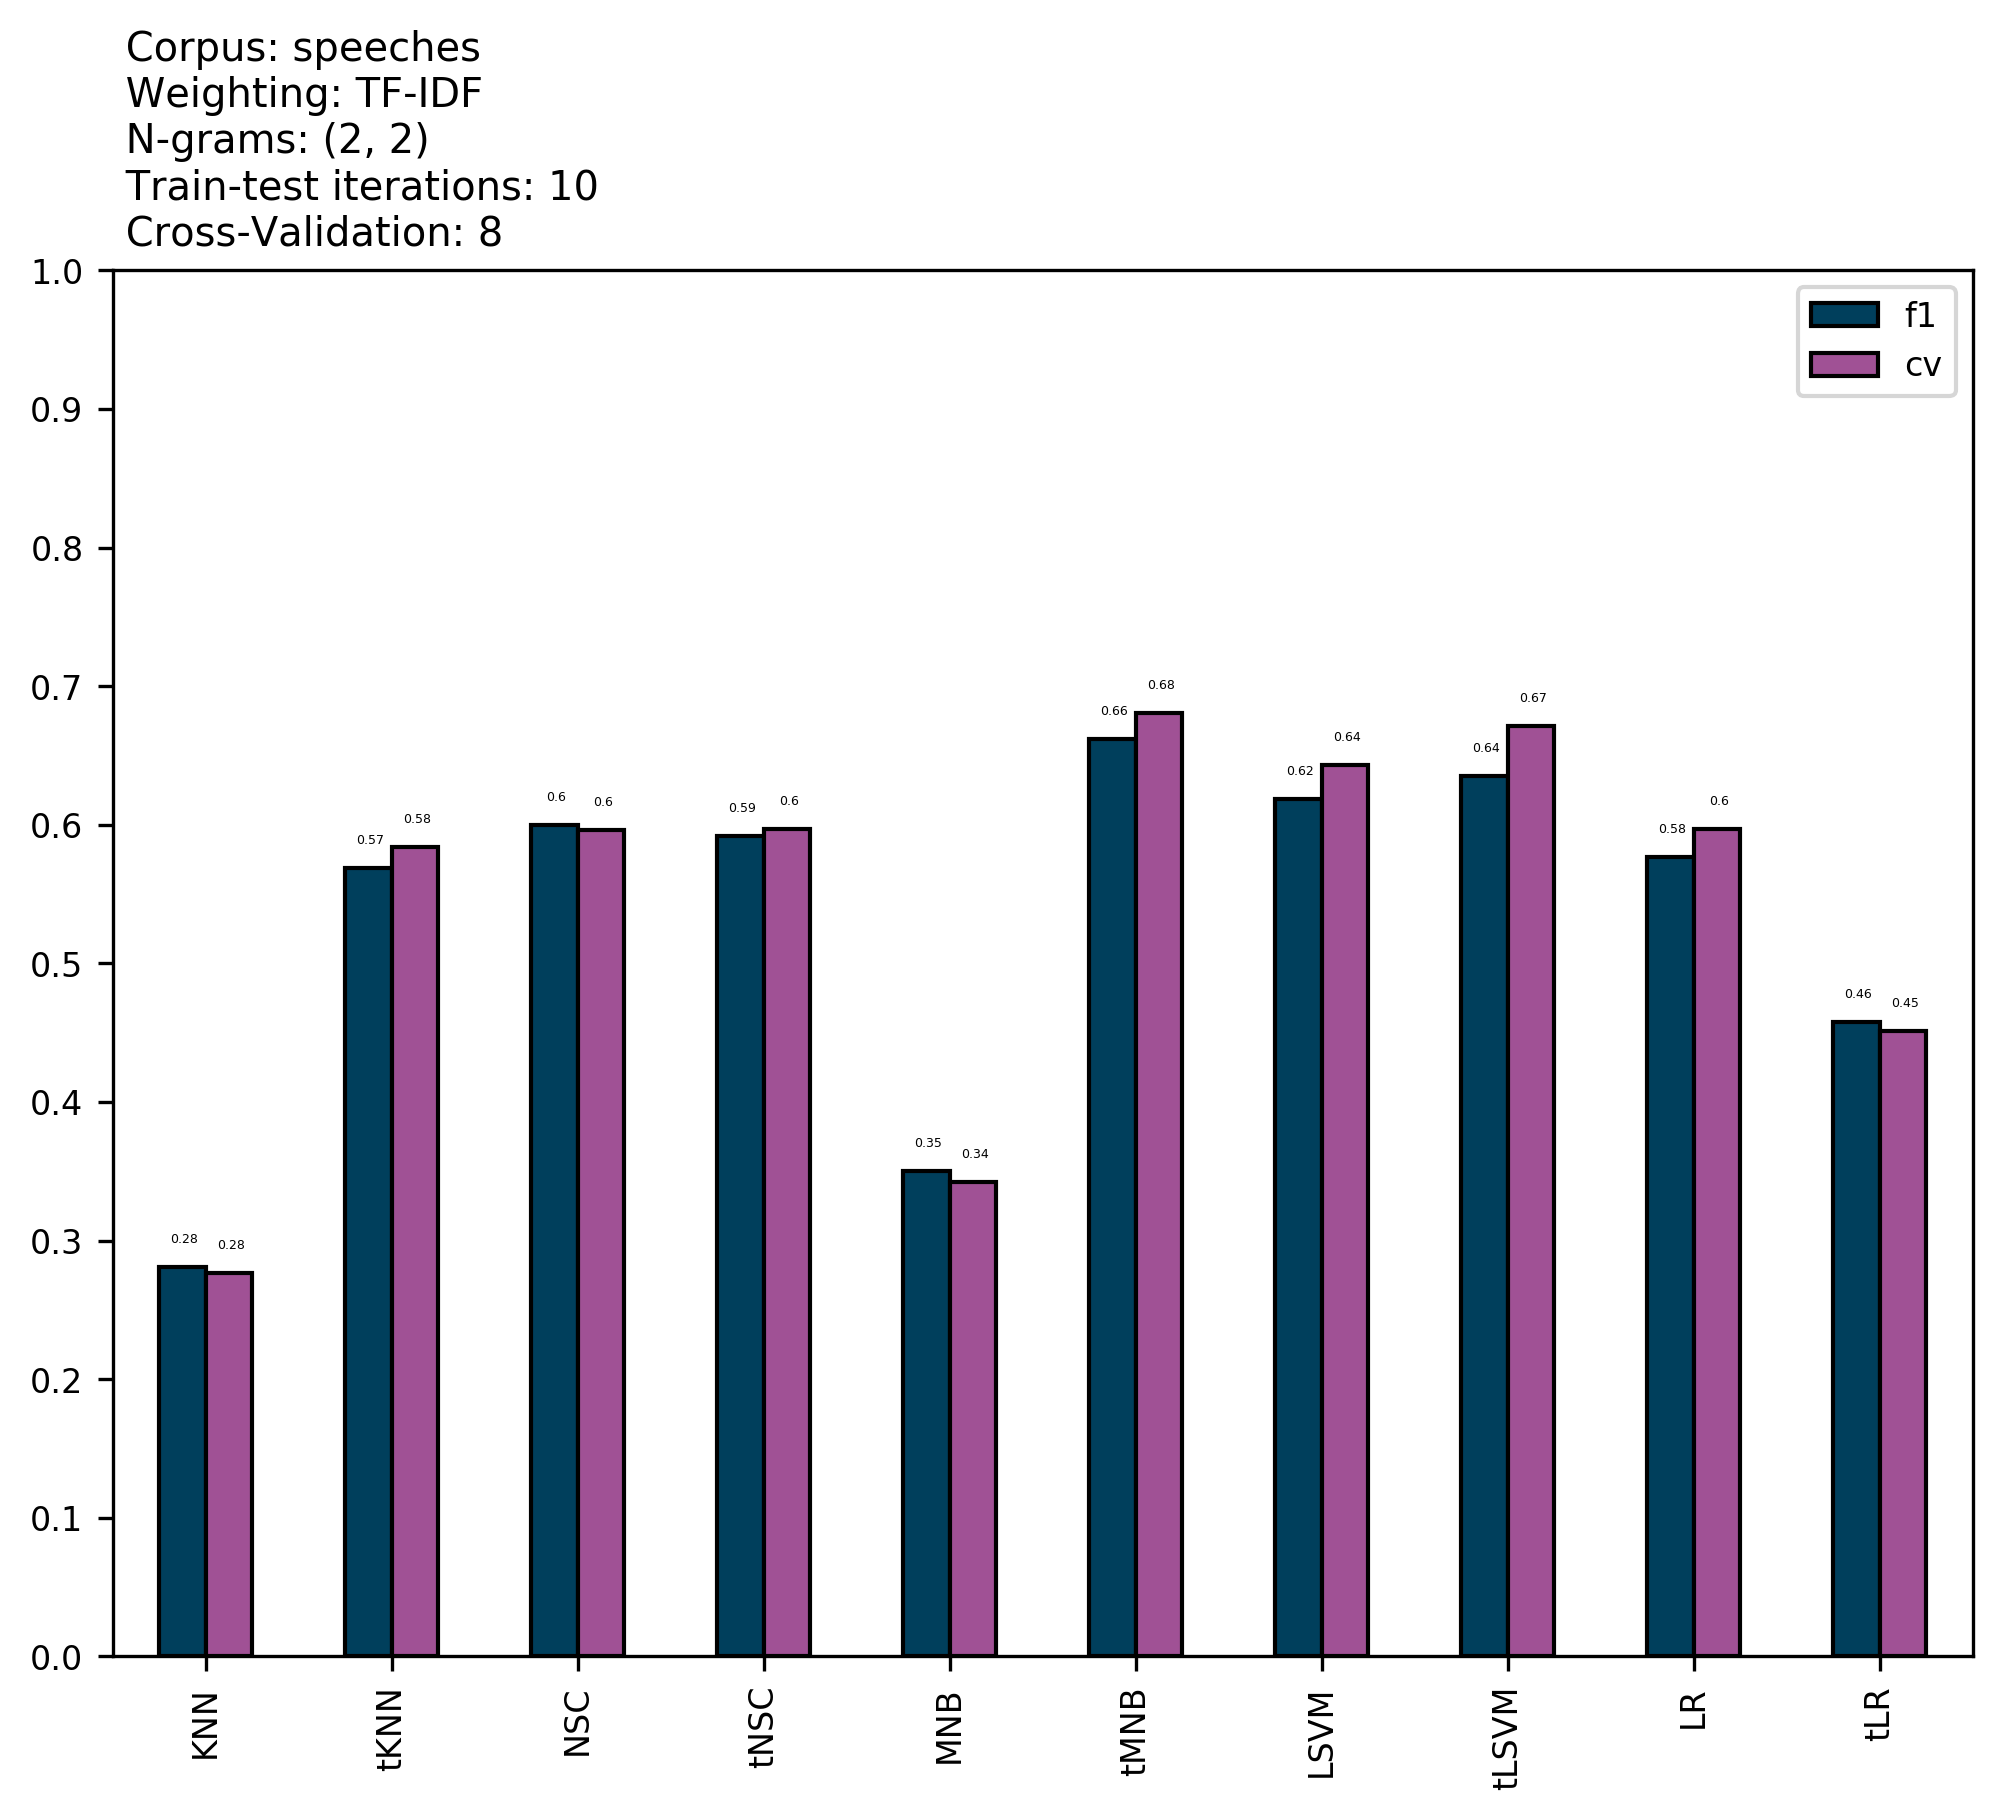 Corpus: speeches
Weighting: TF-IDF
N-grams: (2, 2)
Train-test iterations: 10
Cross-Validation: 8
1.0
0.9
0.8
0.7
0.6
0.5
0.4
0.3
0.2
0.1
0.0
f1
cv
0.28 0.28
0.57 0.58
0.6 0.6
0.59 0.6
0.35 0.34
0.66 0.68
0.62 0.64
0.64 0.67
0.58 0.6
0.46 0.45
KNN
tKNN
NSC
tNSC
MNB
tMNB
LSVM
tLSVM
LR
tLR